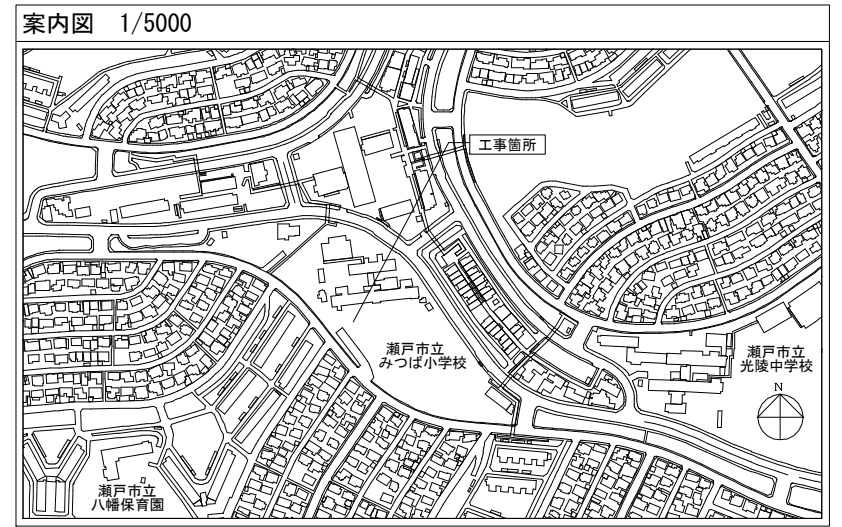 案内図 1/5000
工事箇所
瀬戸市立
みつば小学校
瀬戸市立
光陵中学校
N
瀬戸市立
八幡保育園